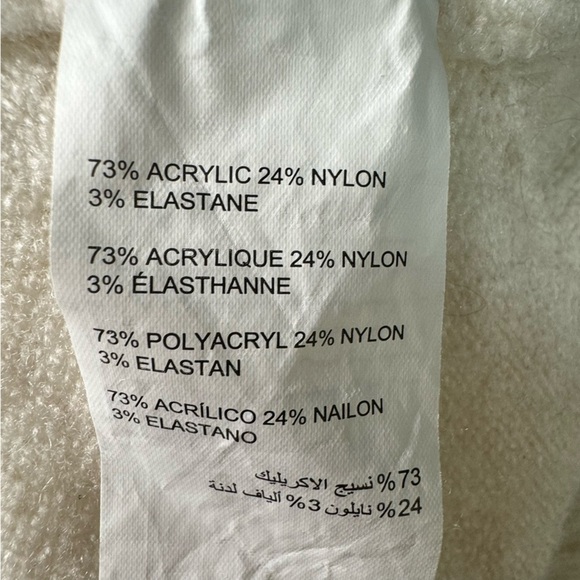 73% ACRYLIC 24% NYLON
3% ELASTANE
73% ACRYLIQUE 24% NYLON
3% ÉLASTHANNE
73% POLYACRYL 24% NYLON
3% ELASTAN
73% ACRÍLICO 24% NAILON
3% ELASTANO
73% نسيج الاكريليك
24% نايلون 3% ألياف لدنة